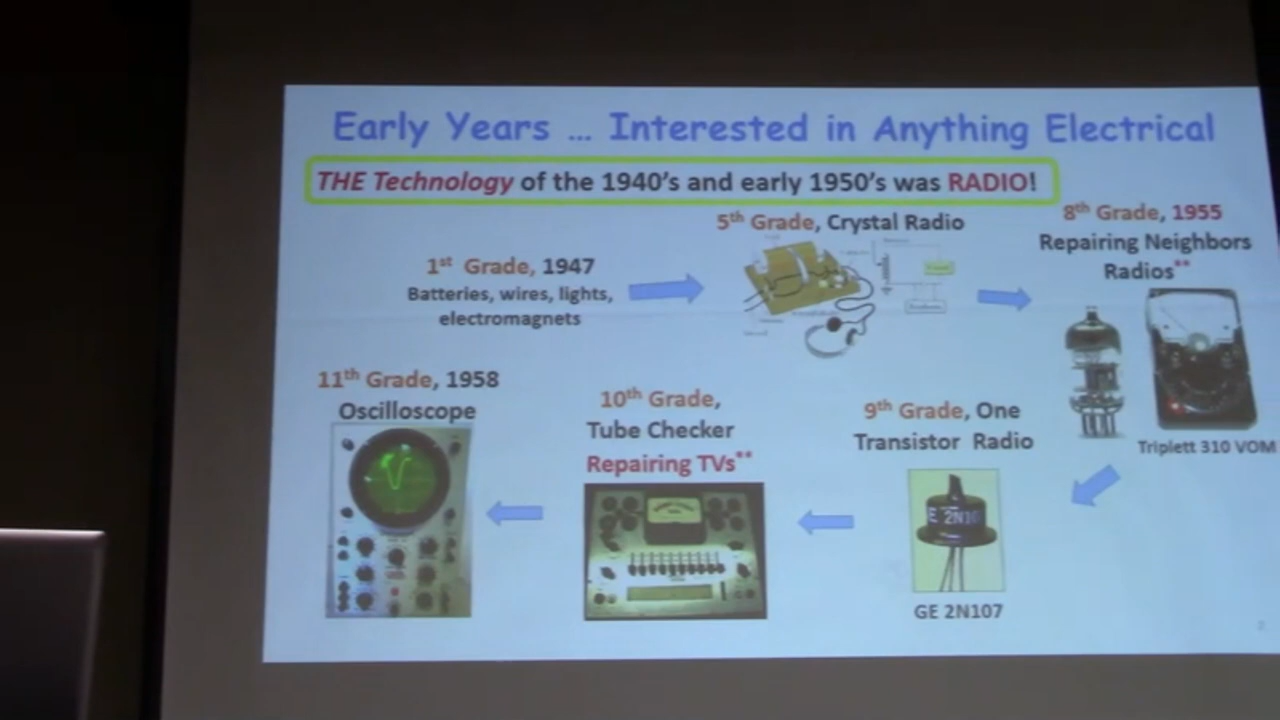 Early Years ... Interested in Anything Electrical
THE Technology of the 1940's and early 1950's was RADIO!
1st Grade, 1947
Batteries, wires, lights,
electromagnets
5th Grade, Crystal Radio
8th Grade, 1955
Repairing Neighbors
Radios**
Triplett 310 VOM
9th Grade, One
Transistor Radio
GE 2N107
10th Grade,
Tube Checker
Repairing TVs**
11th Grade, 1958
Oscilloscope